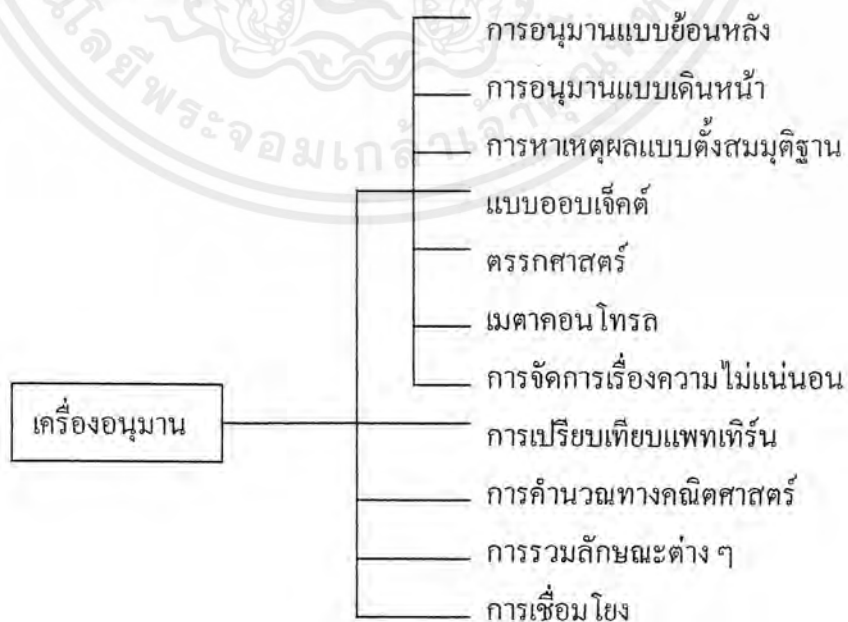 การอนุมานแบบย้อนหลัง
การอนุมานแบบเดินหน้า
การหาเหตุผลแบบตั้งสมมุติฐาน
แบบออบเจ็คต์
ตรรกศาสตร์
เมตาคอนโทรล
การจัดการเรื่องความไม่แน่นอน
เครื่องอนุมาน
การเปรียบเทียบแพทเทิร์น
การคำนวณทางคณิตศาสตร์
การรวมลักษณะต่าง ๆ
การเชื่อมโยง